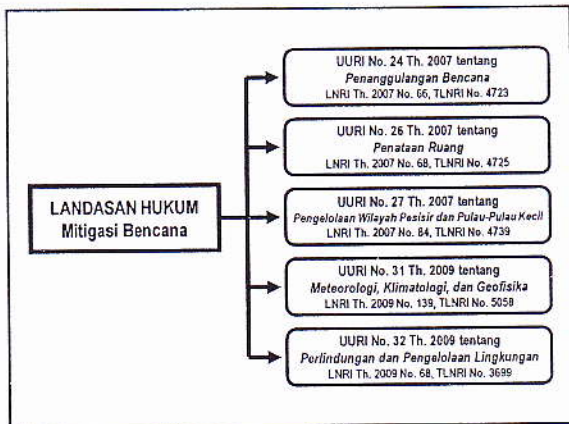 UURI No. 24 Th. 2007 tentang
Penanggulangan Bencana
LNRI Th. 2007 No. 66, TLNRI No. 4723
UURI No. 26 Th. 2007 tentang
Penataan Ruang
LNRI Th. 2007 No. 68, TLNRI No. 4725
LANDASAN HUKUM
Mitigasi Bencana
UURI No. 27 Th. 2007 tentang
Pengelolaan Wilayah Pesisir dan Pulau-Pulau Kecil
LNRI Th. 2007 No. 84, TLNRI No. 4739
UURI No. 31 Th. 2009 tentang
Meteorologi, Klimatologi, dan Geofisika
LNRI Th. 2009 No. 139, TLNRI No. 5058
UURI No. 32 Th. 2009 tentang
Perlindungan dan Pengelolaan Lingkungan
LNRI Th. 2009 No. 68, TLNRI No. 3699